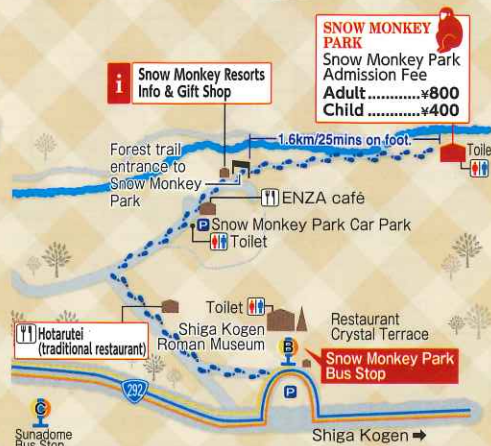 SNOW MONKEY
PARK
Snow Monkey Park
Admission Fee
Adult ............¥800
Child ............¥400
i
Snow Monkey Resorts
Info & Gift Shop
1.6km/25mins on foot.
Toile
Forest trail
entrance to
Snow Monkey
Park
ENZA café
P Snow Monkey Park Car Park
Toilet
Hotarutei
(traditional restaurant)
Toilet
Shiga Kogen
Roman Museum
Restaurant
Crystal Terrace
B
Snow Monkey Park
Bus Stop
P
292
C
Sunadome
Bus Stop
Shiga Kogen ➡